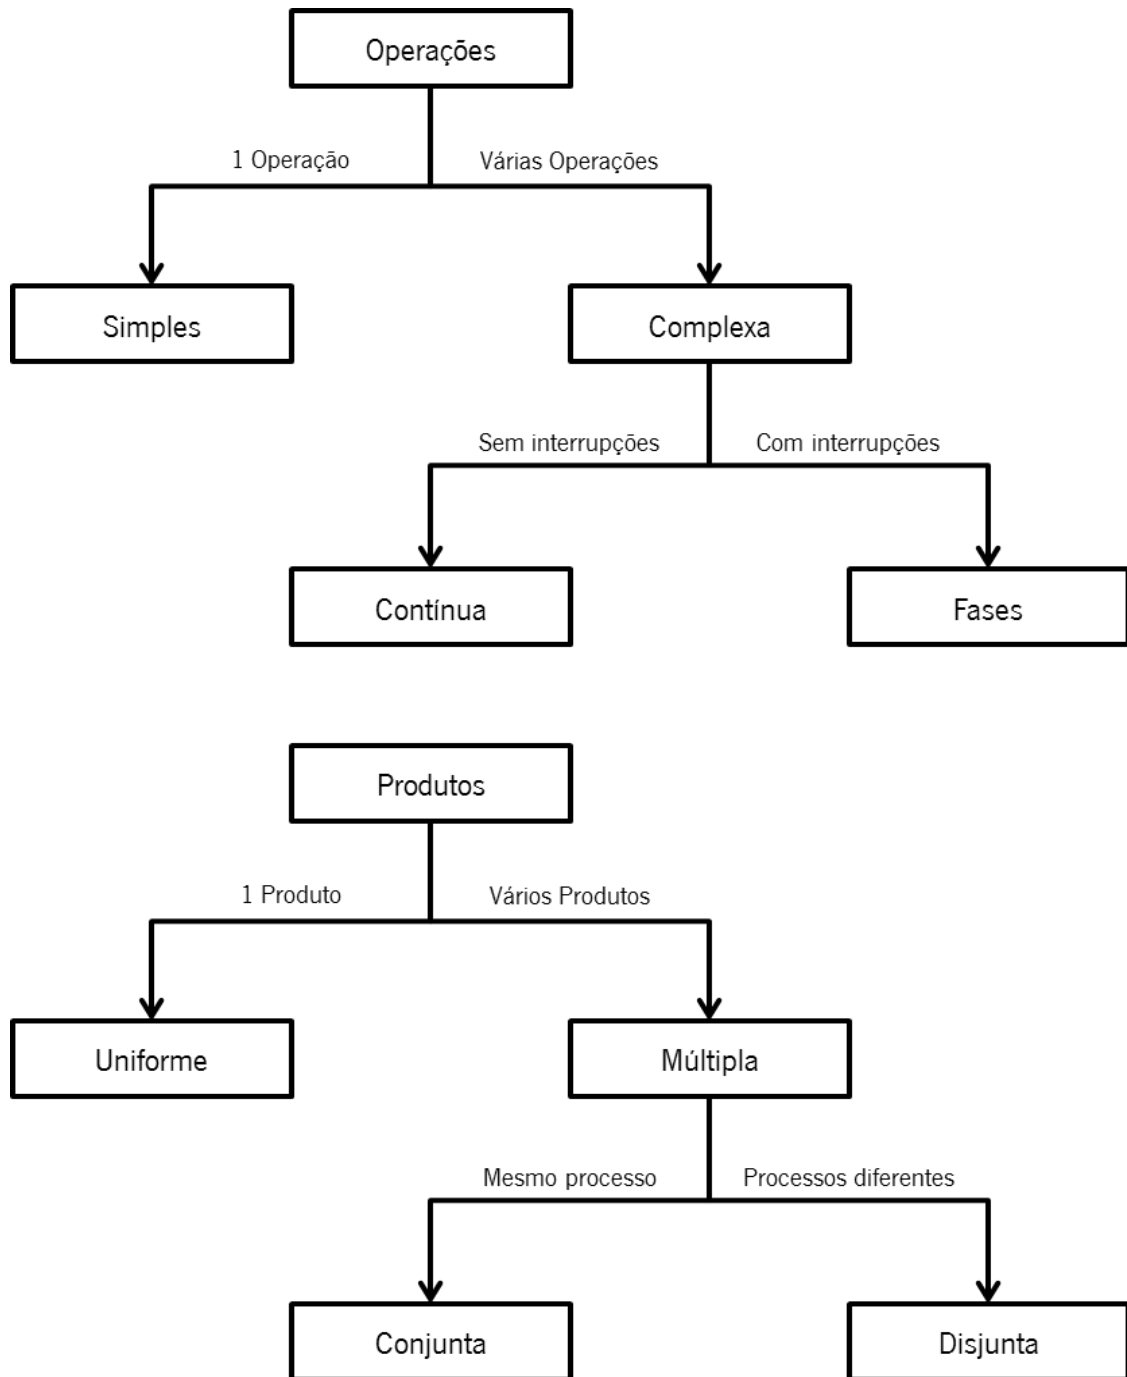 Operações
1 Operação
Várias Operações
Simples
Complexa
Sem interrupções
Com interrupções
Contínua
Fases
Produtos
1 Produto
Vários Produtos
Uniforme
Múltipla
Mesmo processo
Processos diferentes
Conjunta
Disjunta